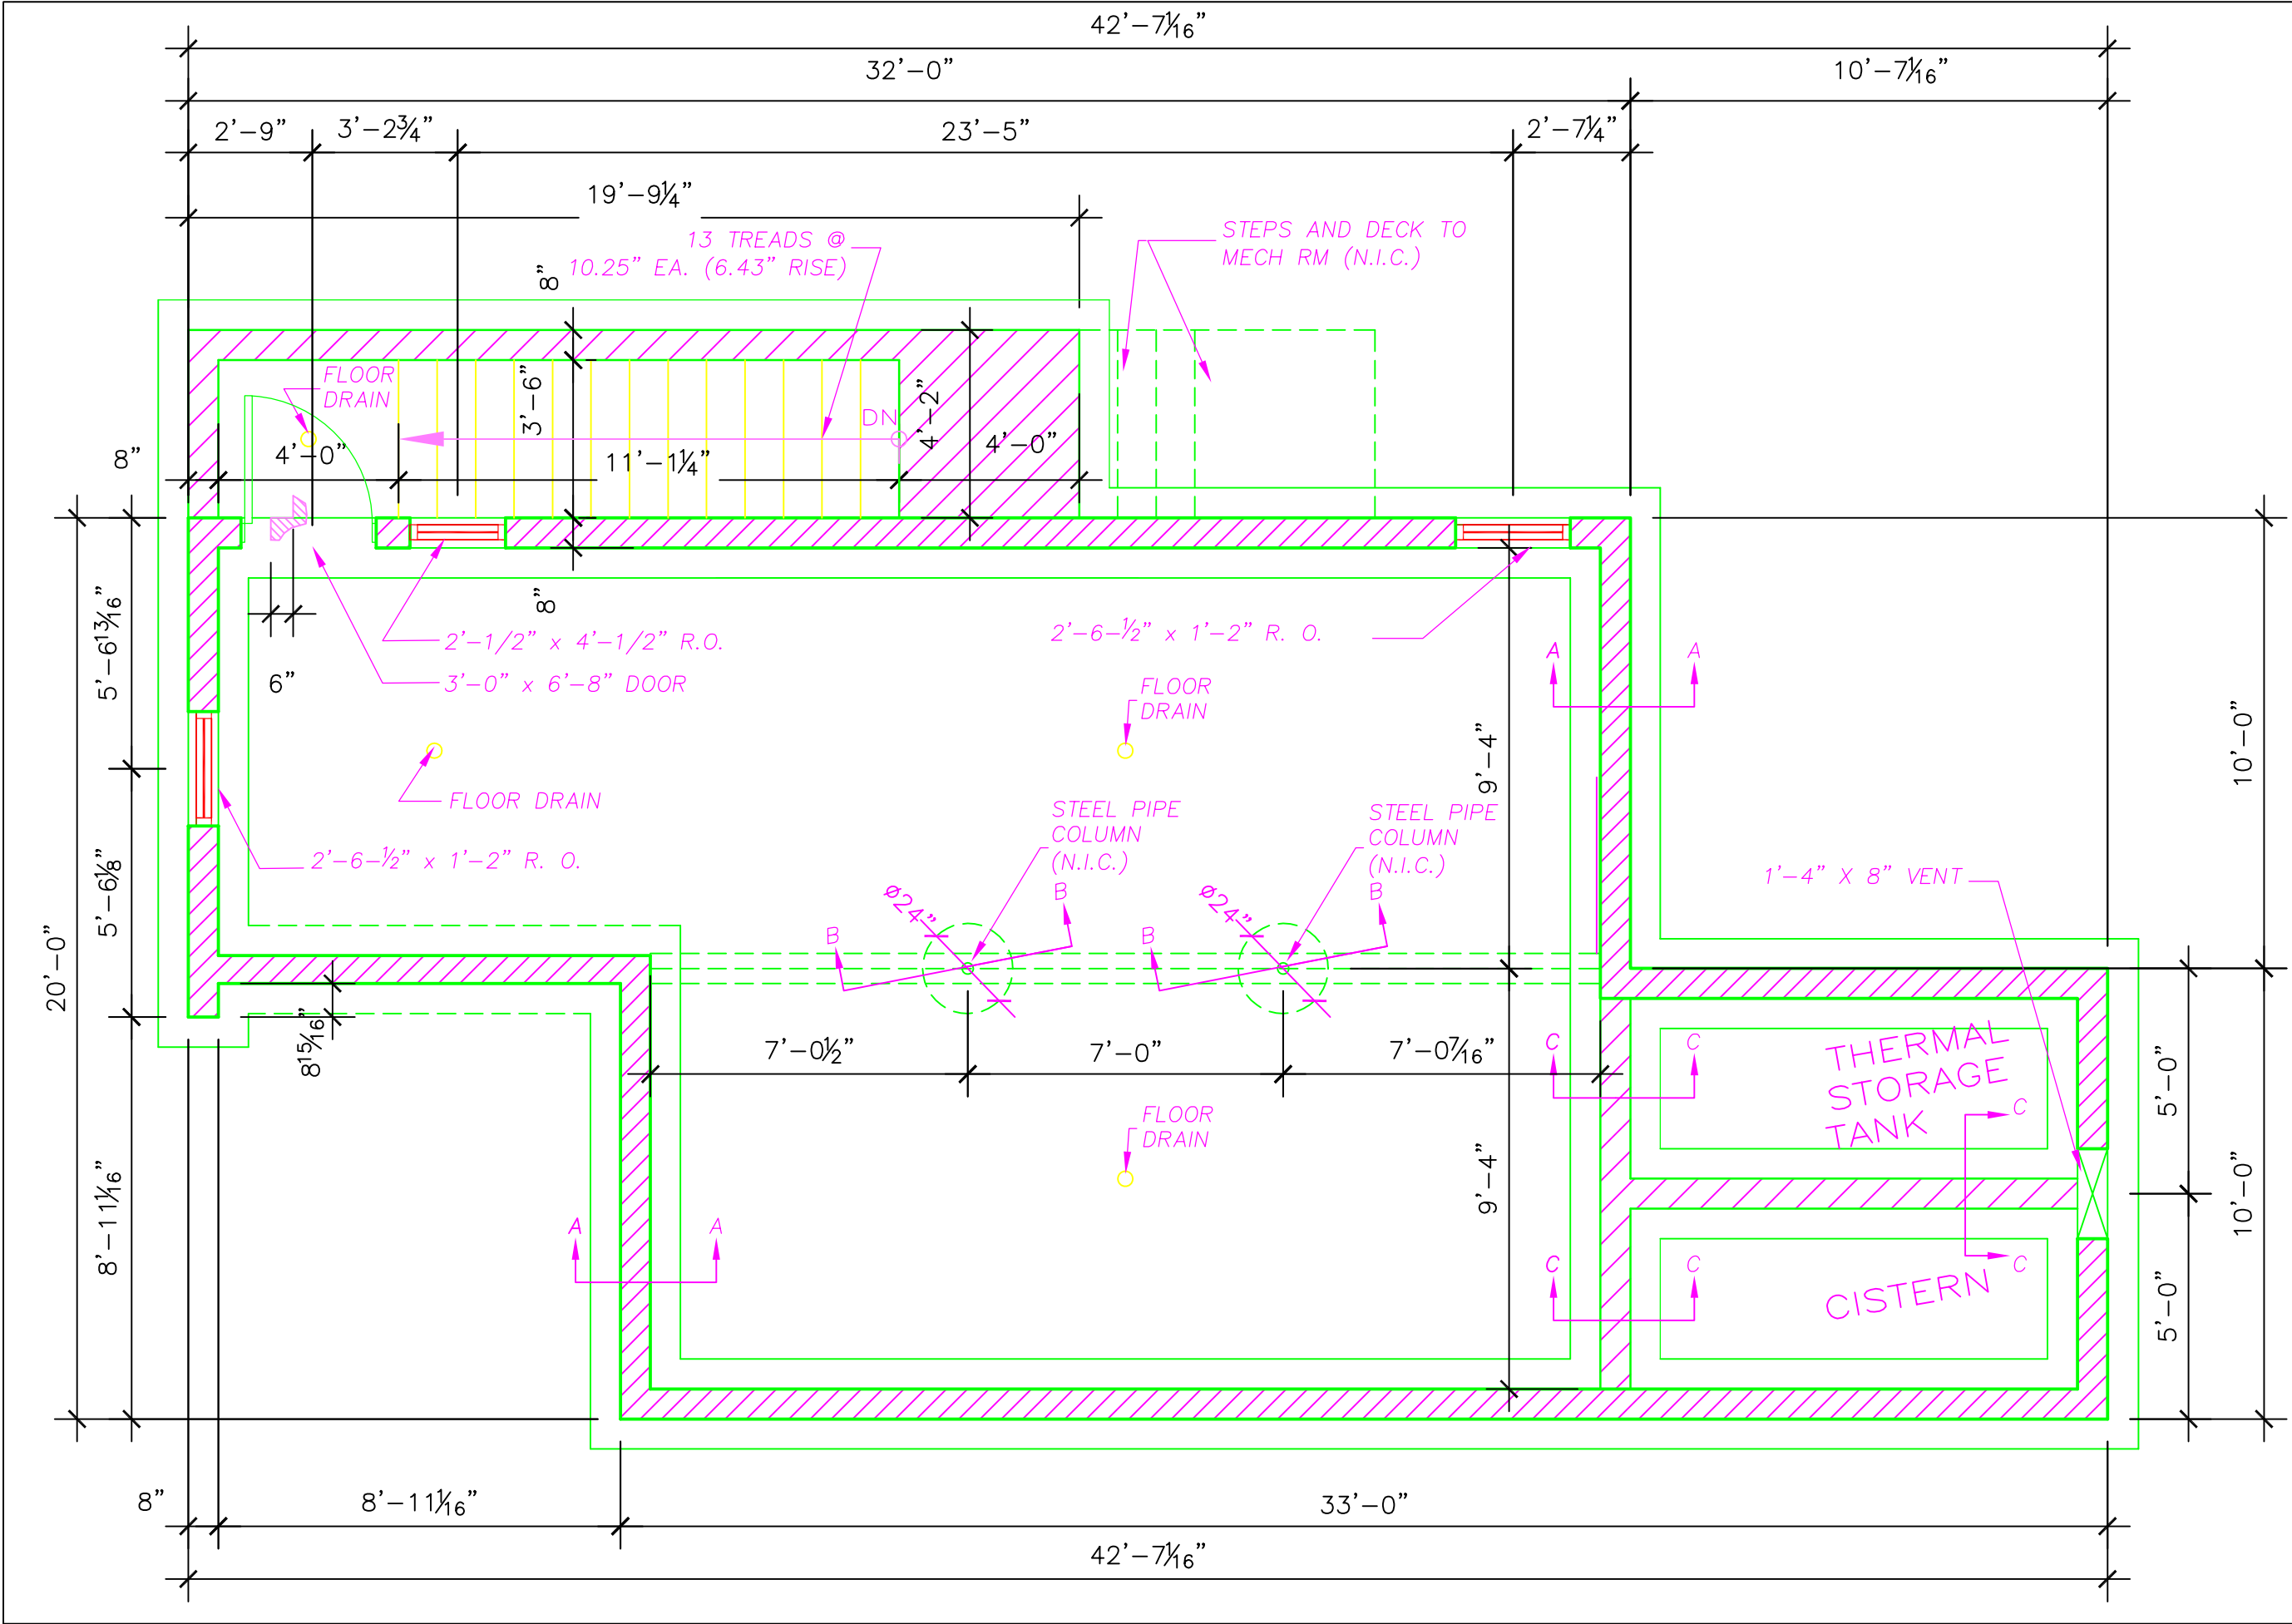 42'-7 1/16"
32'-0"
10'-7 1/16"
2'-9"
3'-2 3/4"
23'-5"
2'-7 1/4"
19'-9 1/4"
13 TREADS @
10.25" EA. (6.43" RISE)
STEPS AND DECK TO
MECH RM (N.I.C.)
8"
FLOOR
DRAIN
3'-6"
DN
4'-2"
4'-0"
8"
4'-0"
11'-1 1/4"
8"
6"
2'-1/2" x 4'-1/2" R.O.
3'-0" x 6'-8" DOOR
2'-6-1/2" x 1'-2" R. O.
A
A
5'-6 13/16"
FLOOR
DRAIN
9'-4"
10'-0"
FLOOR DRAIN
STEEL PIPE
COLUMN
(N.I.C.)
STEEL PIPE
COLUMN
(N.I.C.)
2'-6-1/2" x 1'-2" R. O.
1'-4" X 8" VENT
5'-6 1/8"
ø24"
B
B
ø24"
B
B
20'-0"
8 15/16"
7'-0 1/2"
7'-0"
7'-0 7/16"
C
C
THERMAL
STORAGE
TANK
C
5'-0"
FLOOR
DRAIN
9'-4"
10'-0"
8'-11 1/16"
A
A
C
C
C
CISTERN
5'-0"
8"
8'-11 1/16"
33'-0"
42'-7 1/16"